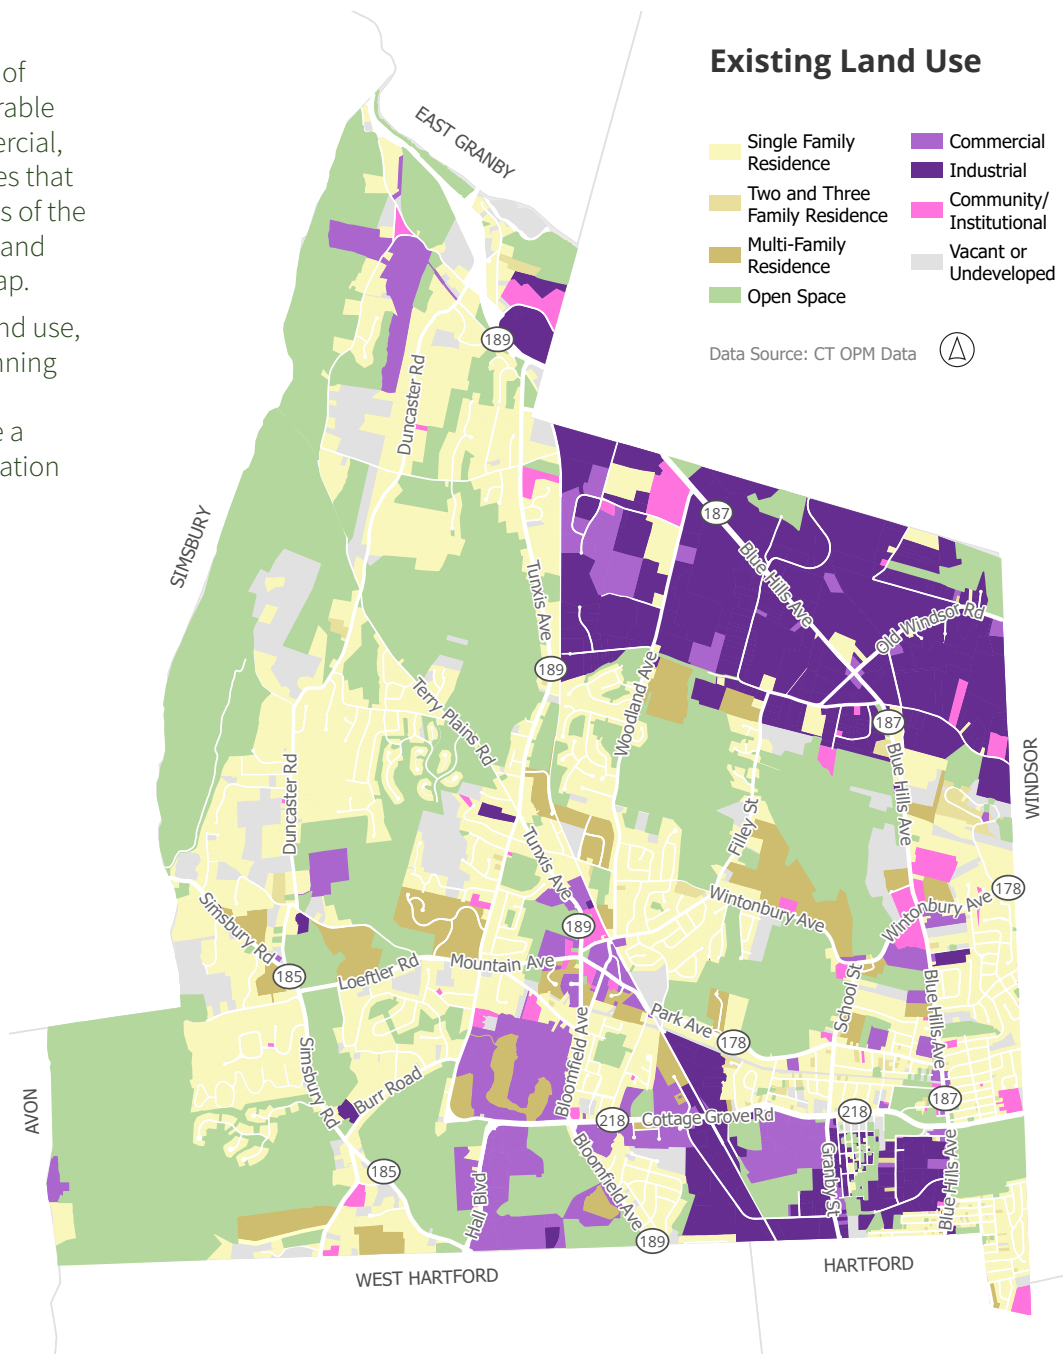 of
rable
ercial,
es that
s of the
and
ap.
nd use,
nning
e a
ation
Existing Land Use
Single Family
Residence
Two and Three
Family Residence
Multi-Family
Residence
Open Space
Commercial
Industrial
Community/
Institutional
Vacant or
Undeveloped
Data Source: CT OPM Data
EAST GRANBY
189
Duncaster Rd
SIMSBURY
187
Blue Hills Ave
Tunxis Ave
Old Windsor Rd
189
Woodland Ave
Terry Plains Rd
187
WINDSOR
Duncaster Rd
Blue Hills Ave
Filley St
Tunxis Ave
178
Simsbury Rd
Wintonbury Ave
Wintonbury Ave
189
185
Loeftler Rd
Mountain Ave
School St
Blue Hills Ave
Park Ave
178
Simsbury Rd
Burr Road
Bloomfield Ave
AVON
187
218
Cottage Grove Rd
218
185
Hall Blvd
Bloomfield Ave
Granby St
Blue Hills Ave
189
WEST HARTFORD
HARTFORD